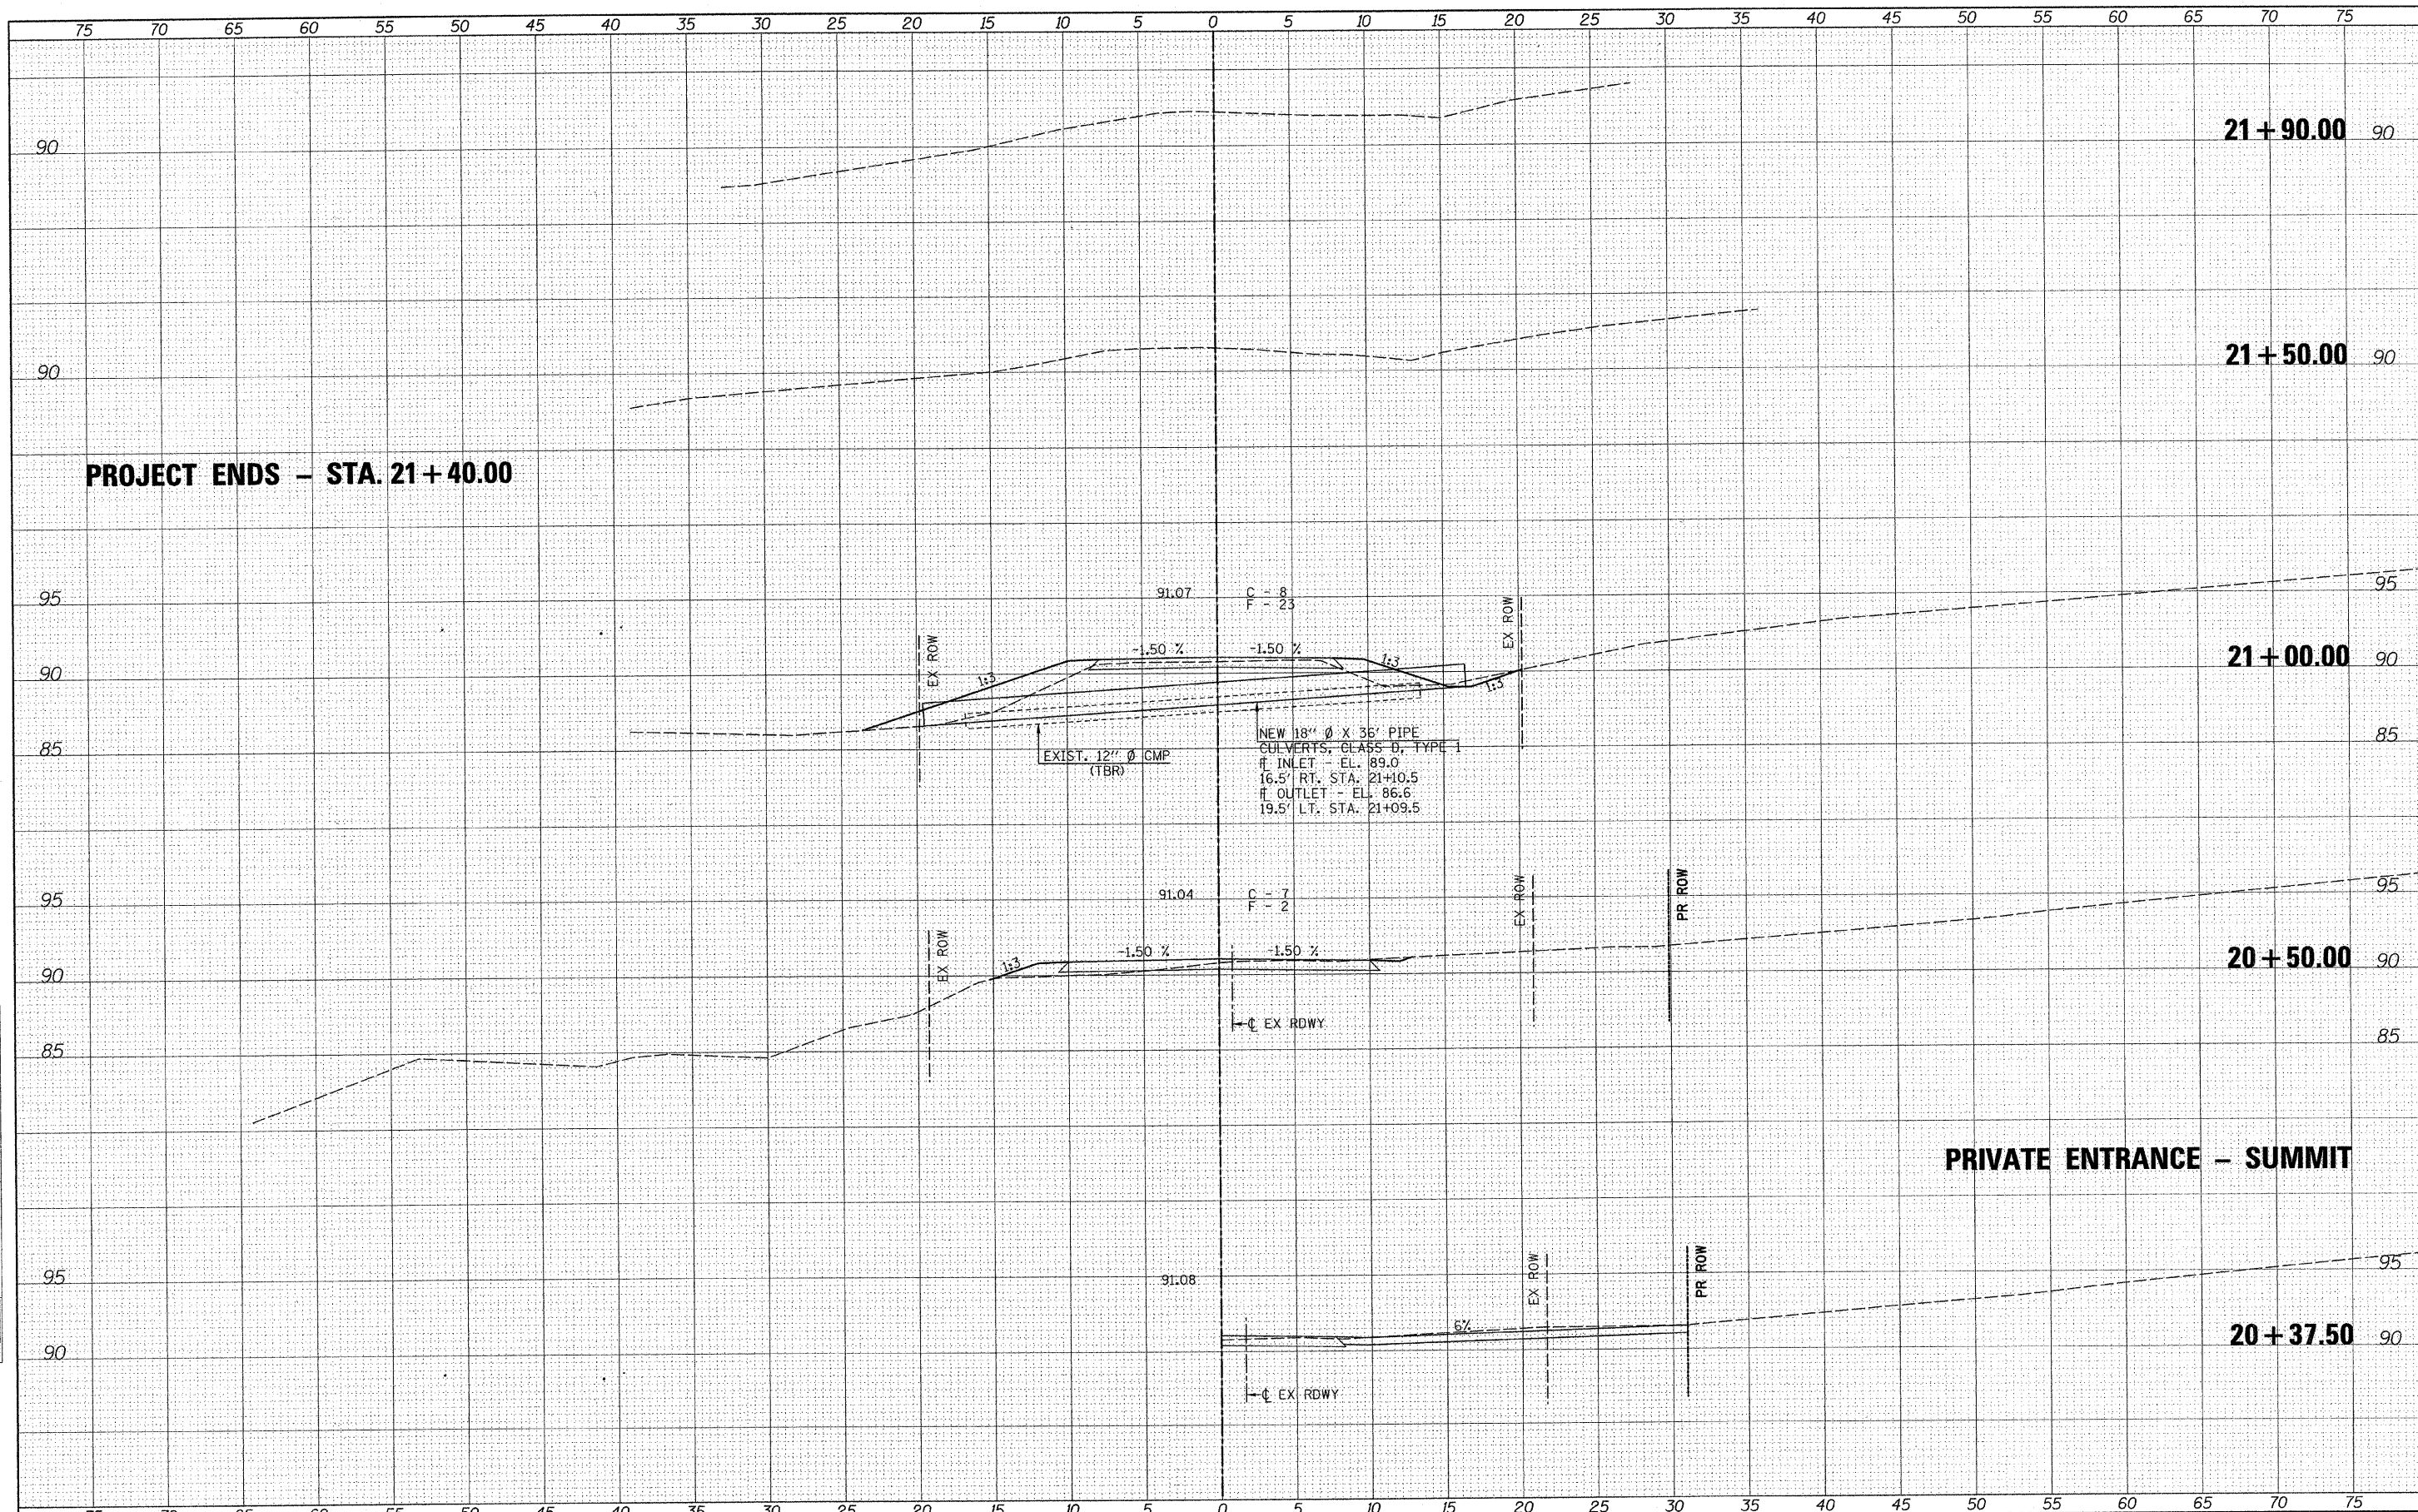 75 70 65 60 55 50 45 40 35 30 25 20 15 10 5 0 5 10 15 20 25 30 35 40 45 50 55 60 65 70 75
90 21+90.00 90
90 21+50.00 90
PROJECT ENDS – STA. 21+40.00
95 91.07 C - 8 95
F - 23
EX ROW EX ROW
-1.50 % -1.50 %
90 1:3 1:3 1:3 21+00.00 90
85 85
EXIST. 12'' Ø CMP
(TBR)
NEW 18'' Ø X 36' PIPE
CULVERTS, CLASS D, TYPE 1
INLET - EL. 89.0
16.5' RT. STA. 21+10.5
OUTLET - EL. 86.6
19.5' LT. STA. 21+09.5
95 91.04 C - 7 95
F - 2
EX ROW EX ROW PR ROW
-1.50 % -1.50 %
90 1:3 20+50.00 90
℄ EX RDWY
85 85
PRIVATE ENTRANCE – SUMMIT
95 91.08 95
EX ROW PR ROW
6%
90 20+37.50 90
℄ EX RDWY
75 70 65 60 55 50 45 40 35 30 25 20 15 10 5 0 5 10 15 20 25 30 35 40 45 50 55 60 65 70 75